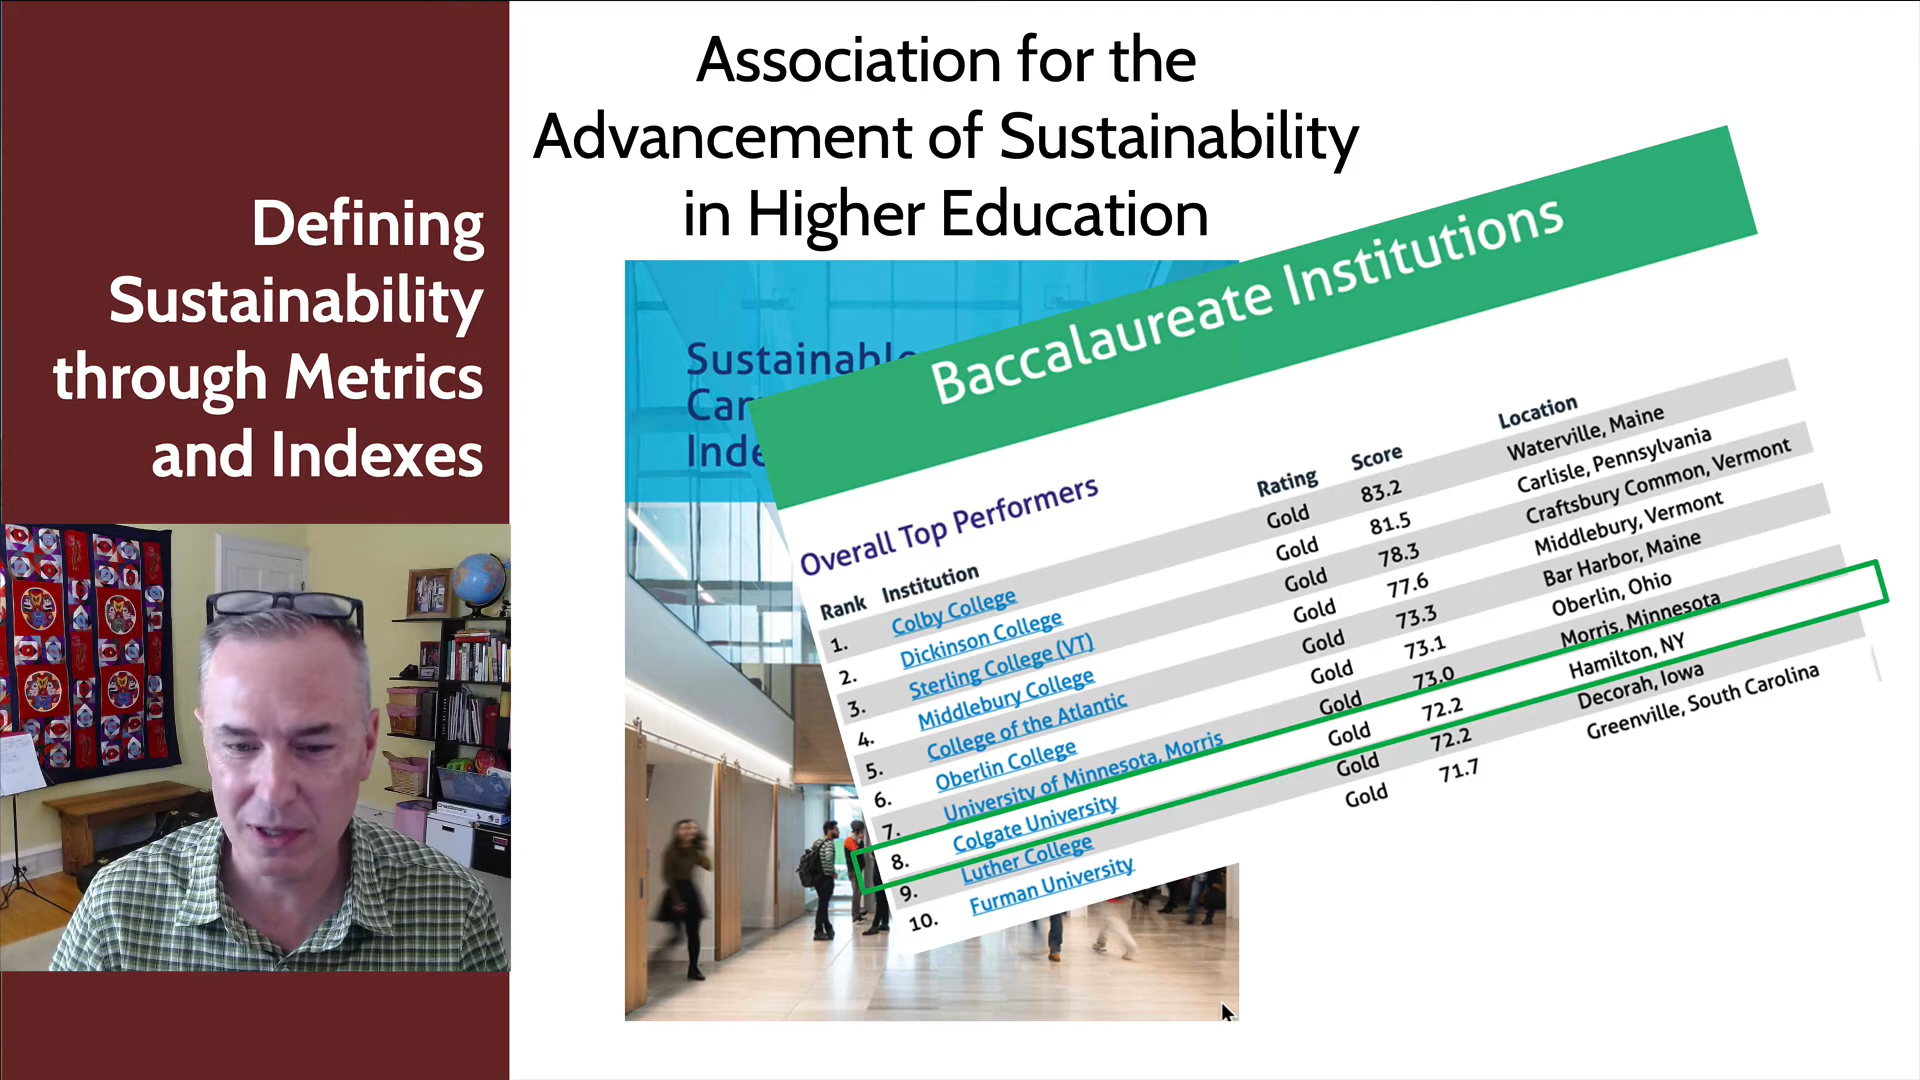 Defining
Sustainability
through Metrics
and Indexes
Association for the
Advancement of Sustainability
in Higher Education
Baccalaureate Institutions
Overall Top Performers
Rank Institution Rating Score Location
1. Colby College Gold 83.2 Waterville, Maine
2. Dickinson College Gold 81.5 Carlisle, Pennsylvania
3. Sterling College (VT) Gold 78.3 Craftsbury Common, Vermont
4. Middlebury College Gold 77.6 Middlebury, Vermont
5. College of the Atlantic Gold 73.3 Bar Harbor, Maine
6. Oberlin College Gold 73.1 Oberlin, Ohio
7. University of Minnesota, Morris Gold 73.0 Morris, Minnesota
8. Colgate University Gold 72.2 Hamilton, NY
9. Luther College Gold 72.2 Decorah, Iowa
10. Furman University Gold 71.7 Greenville, South Carolina